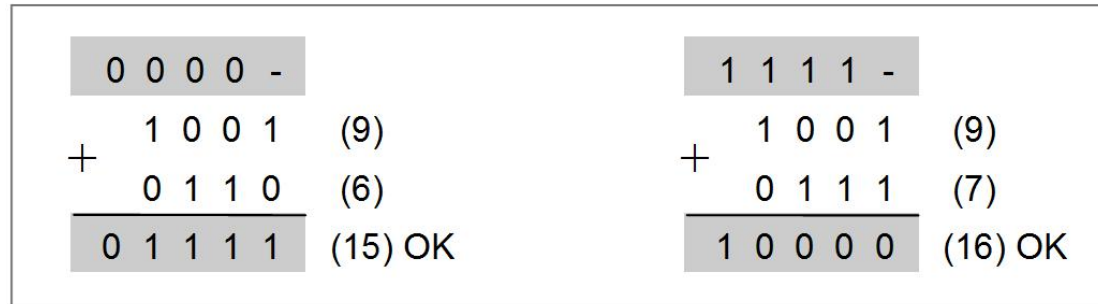 0 0 0 0 -
1 0 0 1 (9)
+
0 1 1 0 (6)
0 1 1 1 1 (15) OK
1 1 1 1 -
1 0 0 1 (9)
+
0 1 1 1 (7)
1 0 0 0 0 (16) OK